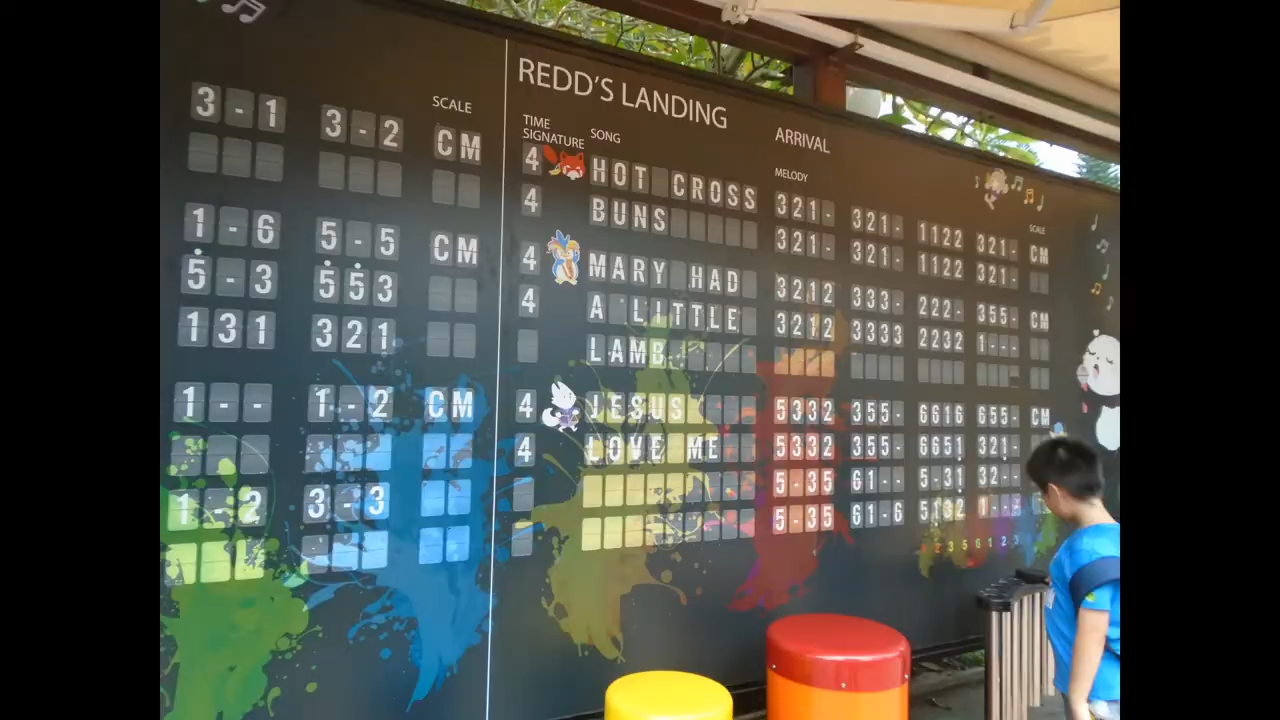 SCALE
3-1 3-2 CM
1-6 5-5 CM
5-3 553
131 321
1-- 1-2 CM
1-2 3-3
REDD'S LANDING
TIME SIGNATURE SONG ARRIVAL
MELODY SCALE
4 HOT CROSS 321- 321- 1122 321- CM
4 BUNS 321- 321- 1122 321-
4 MARY HAD 3212 333- 222- 355- CM
4 A LITTLE 3212 3333 2232 1---
LAMB
4 JESUS 5332 355- 6616 655- CM
4 LOVE ME 5332 355- 6651 321-
5-35 61-- 5-31 32--
5-35 61-6 5132